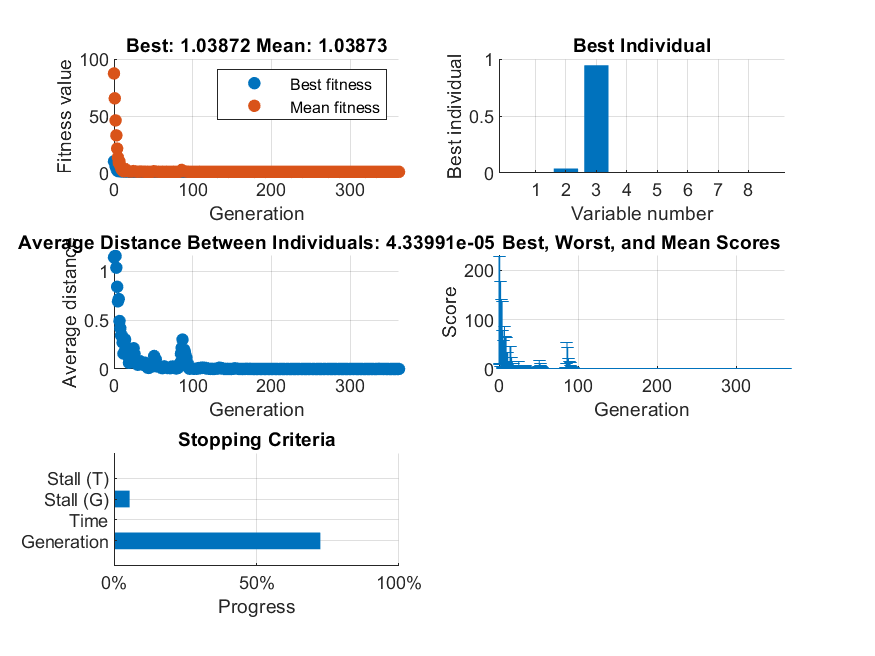 Best: 1.03872 Mean: 1.03873
Fitness value
100
50
0
Best fitness
Mean fitness
0 100 200 300
Generation
Best Individual
Best individual
1
0.5
0
1 2 3 4 5 6 7 8
Variable number
Average Distance Between Individuals: 4.33991e-05
Average distance
1
0.5
0
0 100 200 300
Generation
Best, Worst, and Mean Scores
Score
200
100
0
0 100 200 300
Generation
Stopping Criteria
Stall (T)
Stall (G)
Time
Generation
0% 50% 100%
Progress